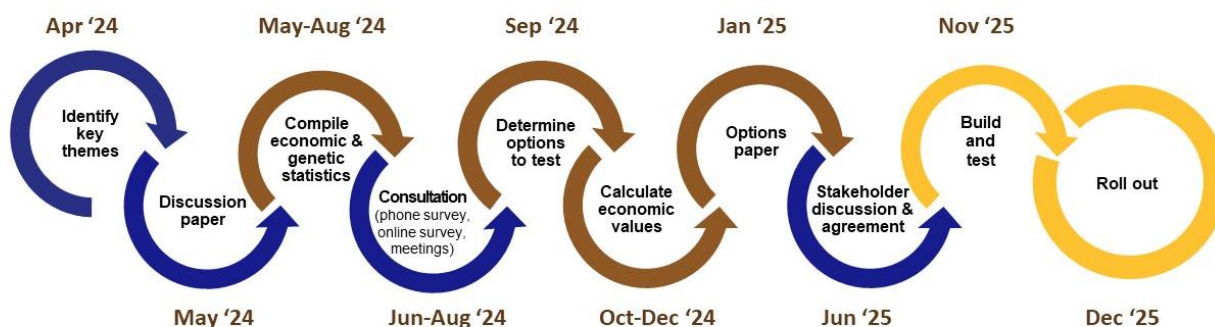 Apr ‘24
May-Aug ‘24
Sep ‘24
Jan ‘25
Nov ‘25
Identify
key
themes
Discussion
paper
Compile
economic &
genetic
statistics
Consultation
(phone survey,
online survey,
meetings)
Determine
options
to test
Calculate
economic
values
Options
paper
Stakeholder
discussion &
agreement
Build
and
test
Roll out
May ‘24
Jun-Aug ‘24
Oct-Dec ‘24
Jun ‘25
Dec ‘25